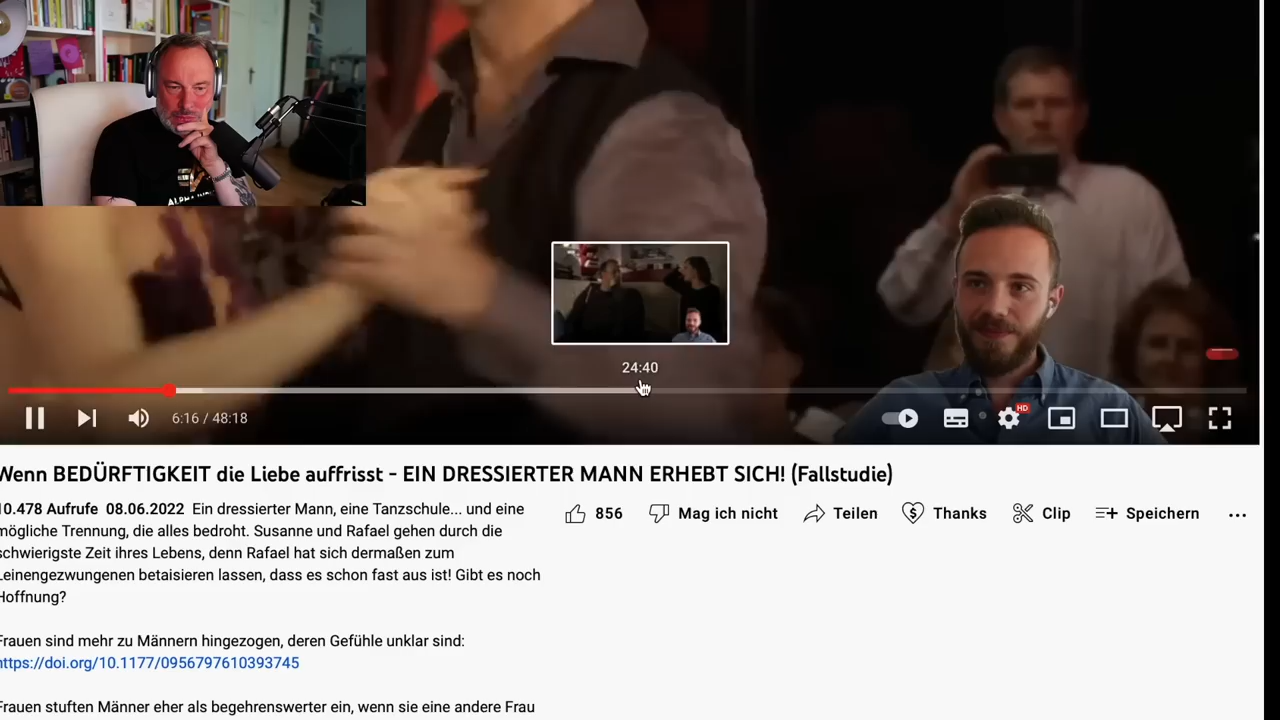 ALPHA
24:40
6:16 / 48:18
HD
Wenn BEDÜRFTIGKEIT die Liebe auffrisst - EIN DRESSIERTER MANN ERHEBT SICH! (Fallstudie)
10.478 Aufrufe 08.06.2022 Ein dressierter Mann, eine Tanzschule... und eine
mögliche Trennung, die alles bedroht. Susanne und Rafael gehen durch die
schwierigste Zeit ihres Lebens, denn Rafael hat sich dermaßen zum
Leinengezwungenen betaisieren lassen, dass es schon fast aus ist! Gibt es noch
Hoffnung?
856
Mag ich nicht
Teilen
Thanks
Clip
Speichern
Frauen sind mehr zu Männern hingezogen, deren Gefühle unklar sind:
https://doi.org/10.1177/0956797610393745
Frauen stuften Männer eher als begehrenswerter ein, wenn sie eine andere Frau